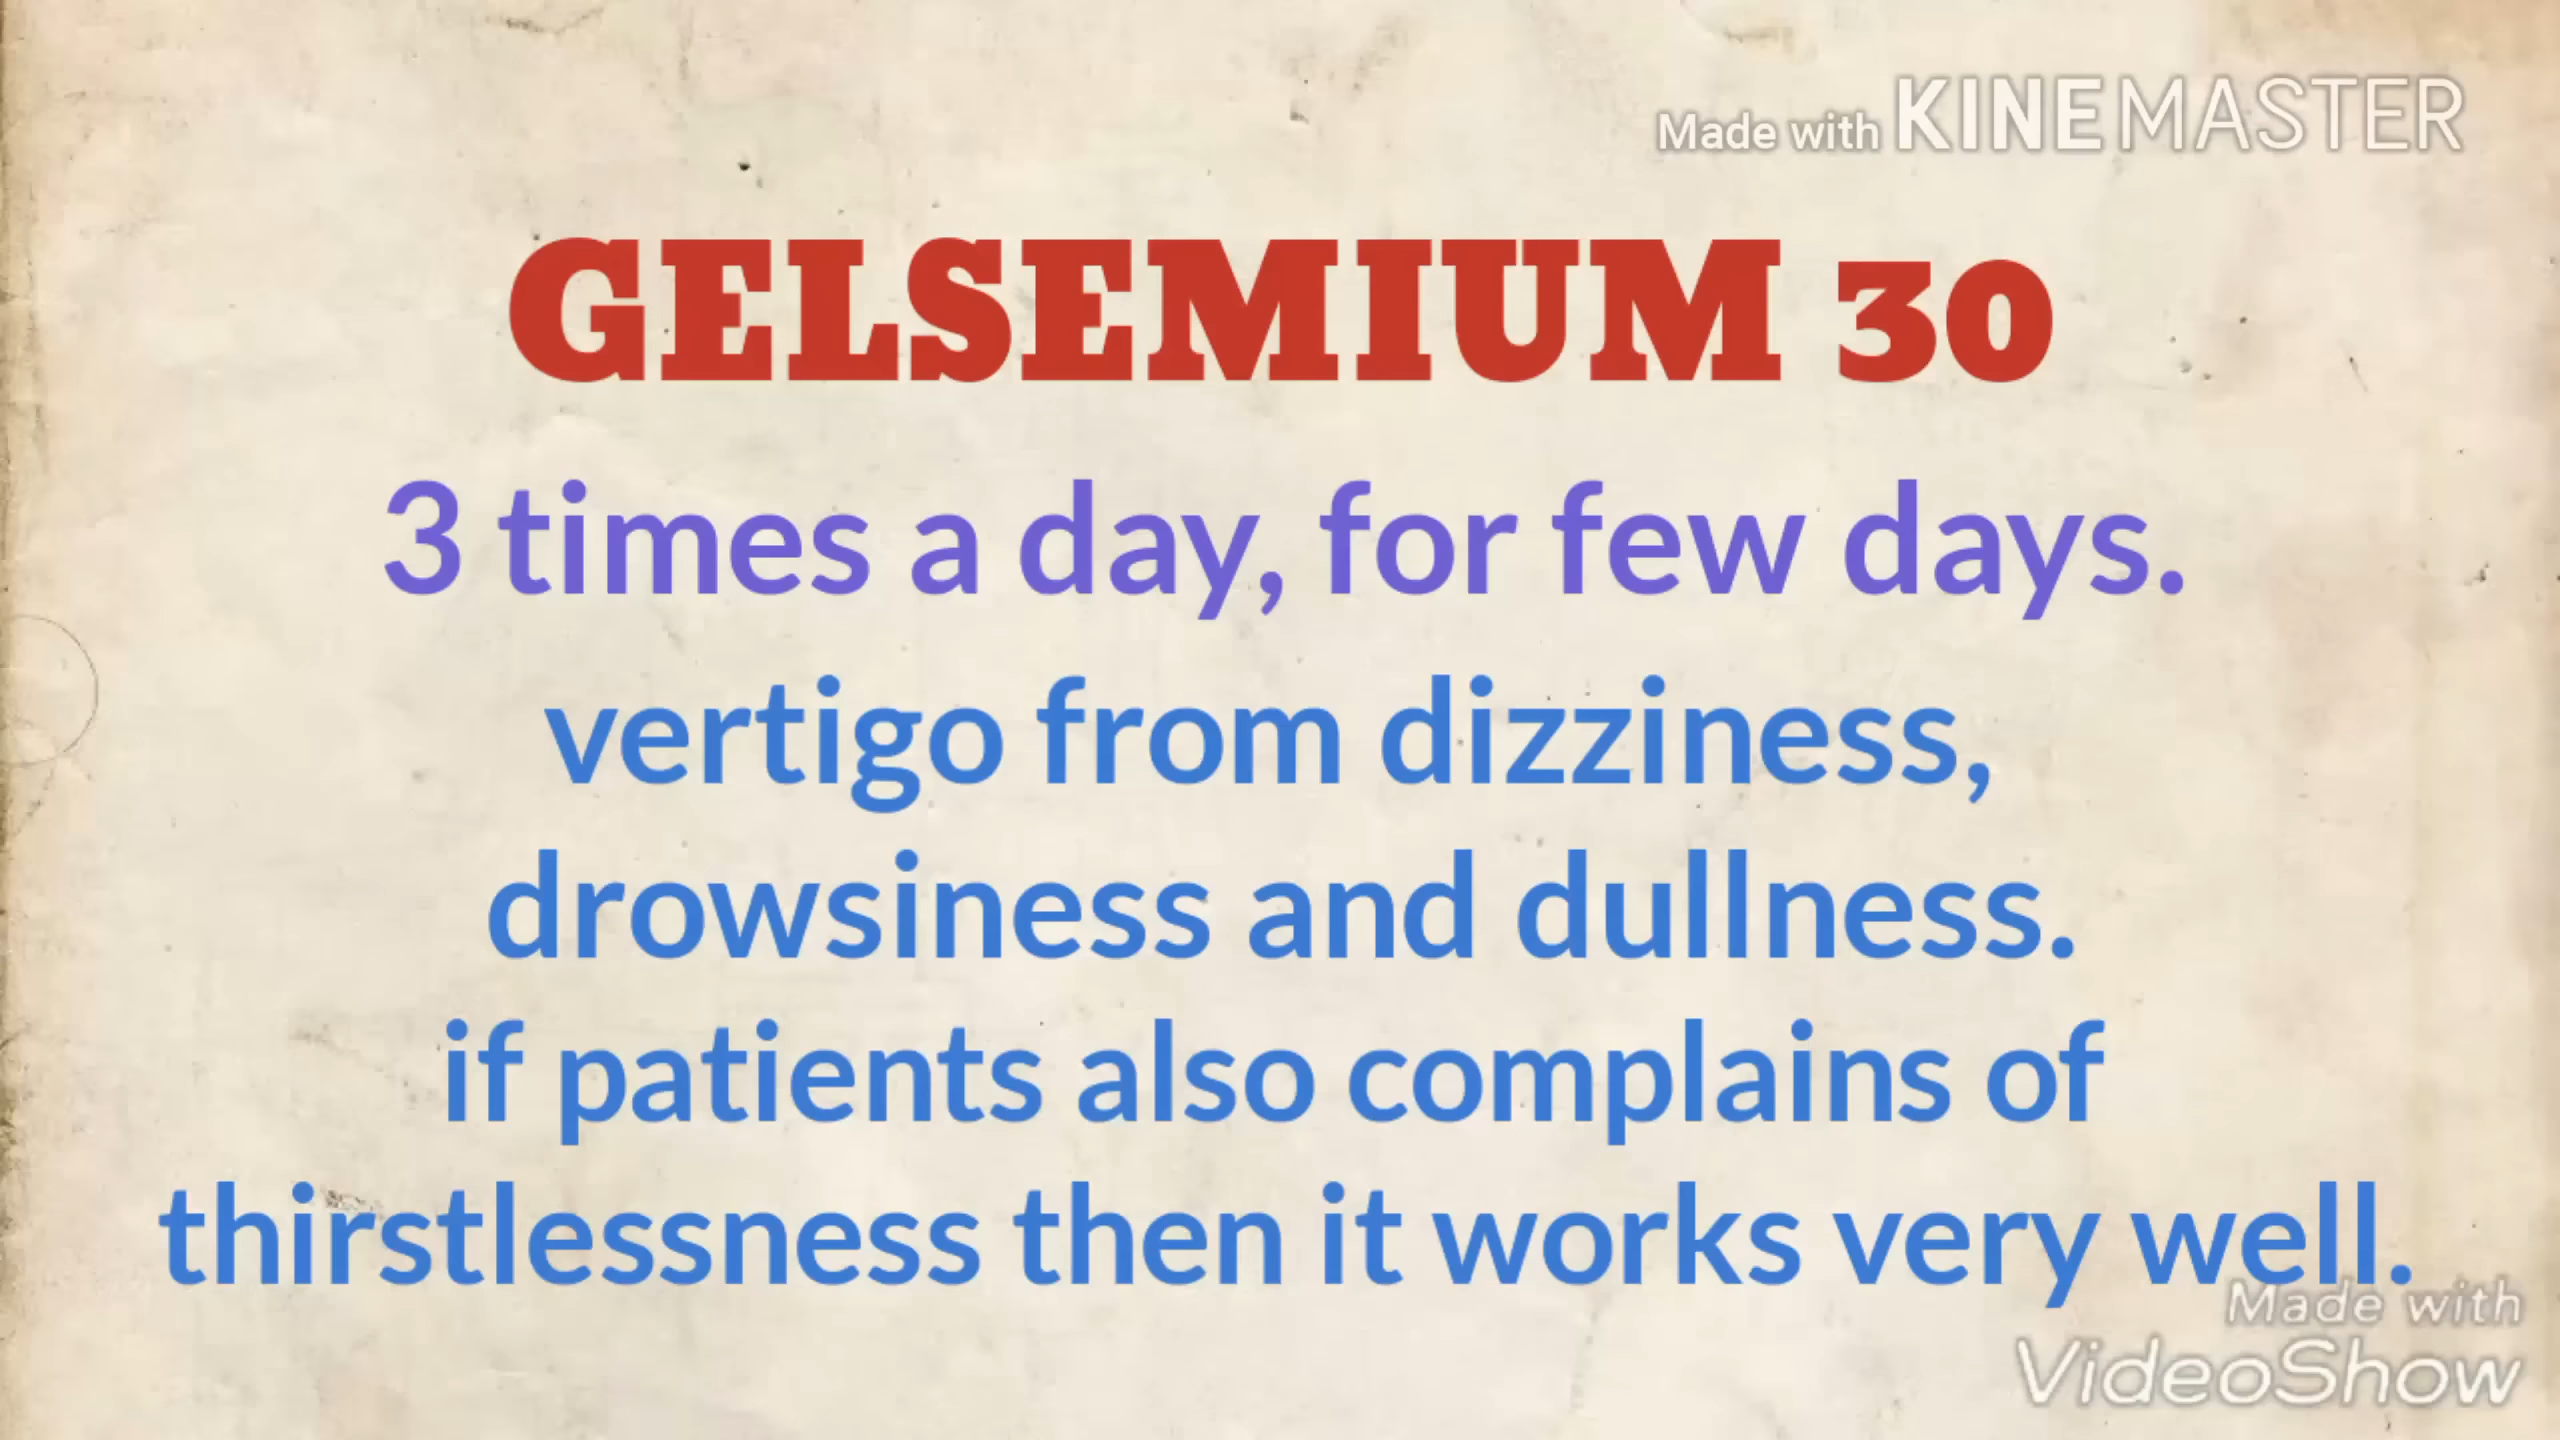 Made with KINEMASTER
GELSEMIUM 30
3 times a day, for few days.
vertigo from dizziness,
drowsiness and dullness.
if patients also complains of
thirstlessness then it works very well.
Made with
VideoShow